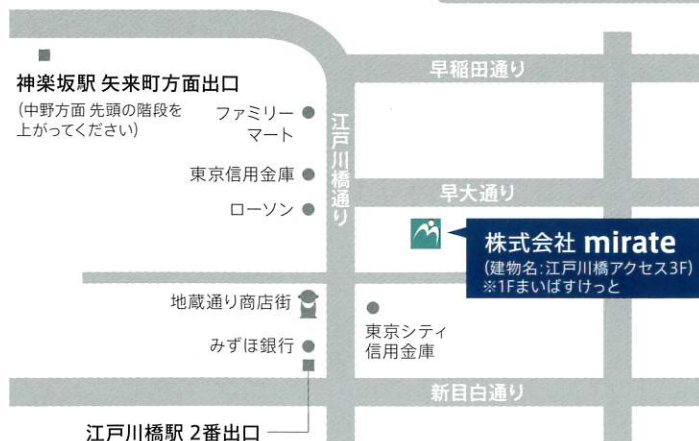 早稲田通り
神楽坂駅 矢来町方面出口
(中野方面 先頭の階段を
上がってください)
ファミリー
マート
江戸川橋通り
東京信用金庫
ローソン
早大通り
株式会社 mirate
(建物名:江戸川橋アクセス3F)
※1Fまいばすけっと
地蔵通り商店街
みずほ銀行
東京シティ
信用金庫
新目白通り
江戸川橋駅 2番出口